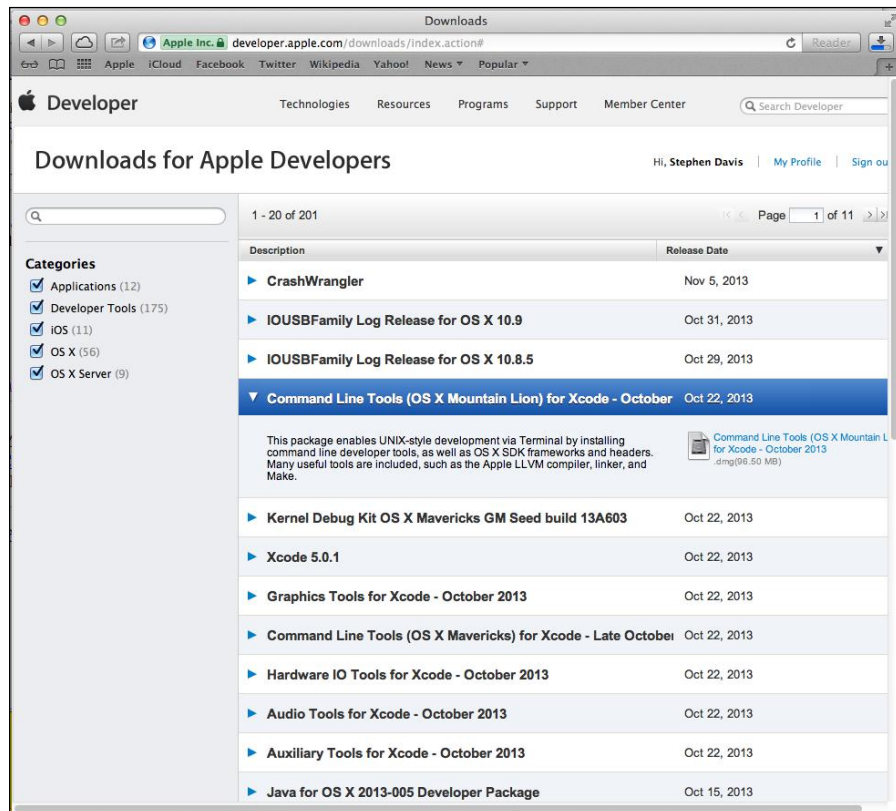 Downloads
Apple Inc. developer.apple.com/downloads/index.action# Reader
Apple iCloud Facebook Twitter Wikipedia Yahoo! News Popular
Developer Technologies Resources Programs Support Member Center Search Developer
Downloads for Apple Developers Hi, Stephen Davis My Profile Sign ou
1 - 20 of 201 Page 1 of 11
Description Release Date
Categories
Applications (12)
Developer Tools (175)
iOS (11)
OS X (56)
OS X Server (9)
CrashWrangler Nov 5, 2013
IOUSBFamily Log Release for OS X 10.9 Oct 31, 2013
IOUSBFamily Log Release for OS X 10.8.5 Oct 29, 2013
Command Line Tools (OS X Mountain Lion) for Xcode - October Oct 22, 2013
This package enables UNIX-style development via Terminal by installing
command line developer tools, as well as OS X SDK frameworks and headers.
Many useful tools are included, such as the Apple LLVM compiler, linker, and
Make.
Command Line Tools (OS X Mountain L
for Xcode - October 2013
.dmg(96.50 MB)
Kernel Debug Kit OS X Mavericks GM Seed build 13A603 Oct 22, 2013
Xcode 5.0.1 Oct 22, 2013
Graphics Tools for Xcode - October 2013 Oct 22, 2013
Command Line Tools (OS X Mavericks) for Xcode - Late October Oct 22, 2013
Hardware IO Tools for Xcode - October 2013 Oct 22, 2013
Audio Tools for Xcode - October 2013 Oct 22, 2013
Auxiliary Tools for Xcode - October 2013 Oct 22, 2013
Java for OS X 2013-005 Developer Package Oct 15, 2013